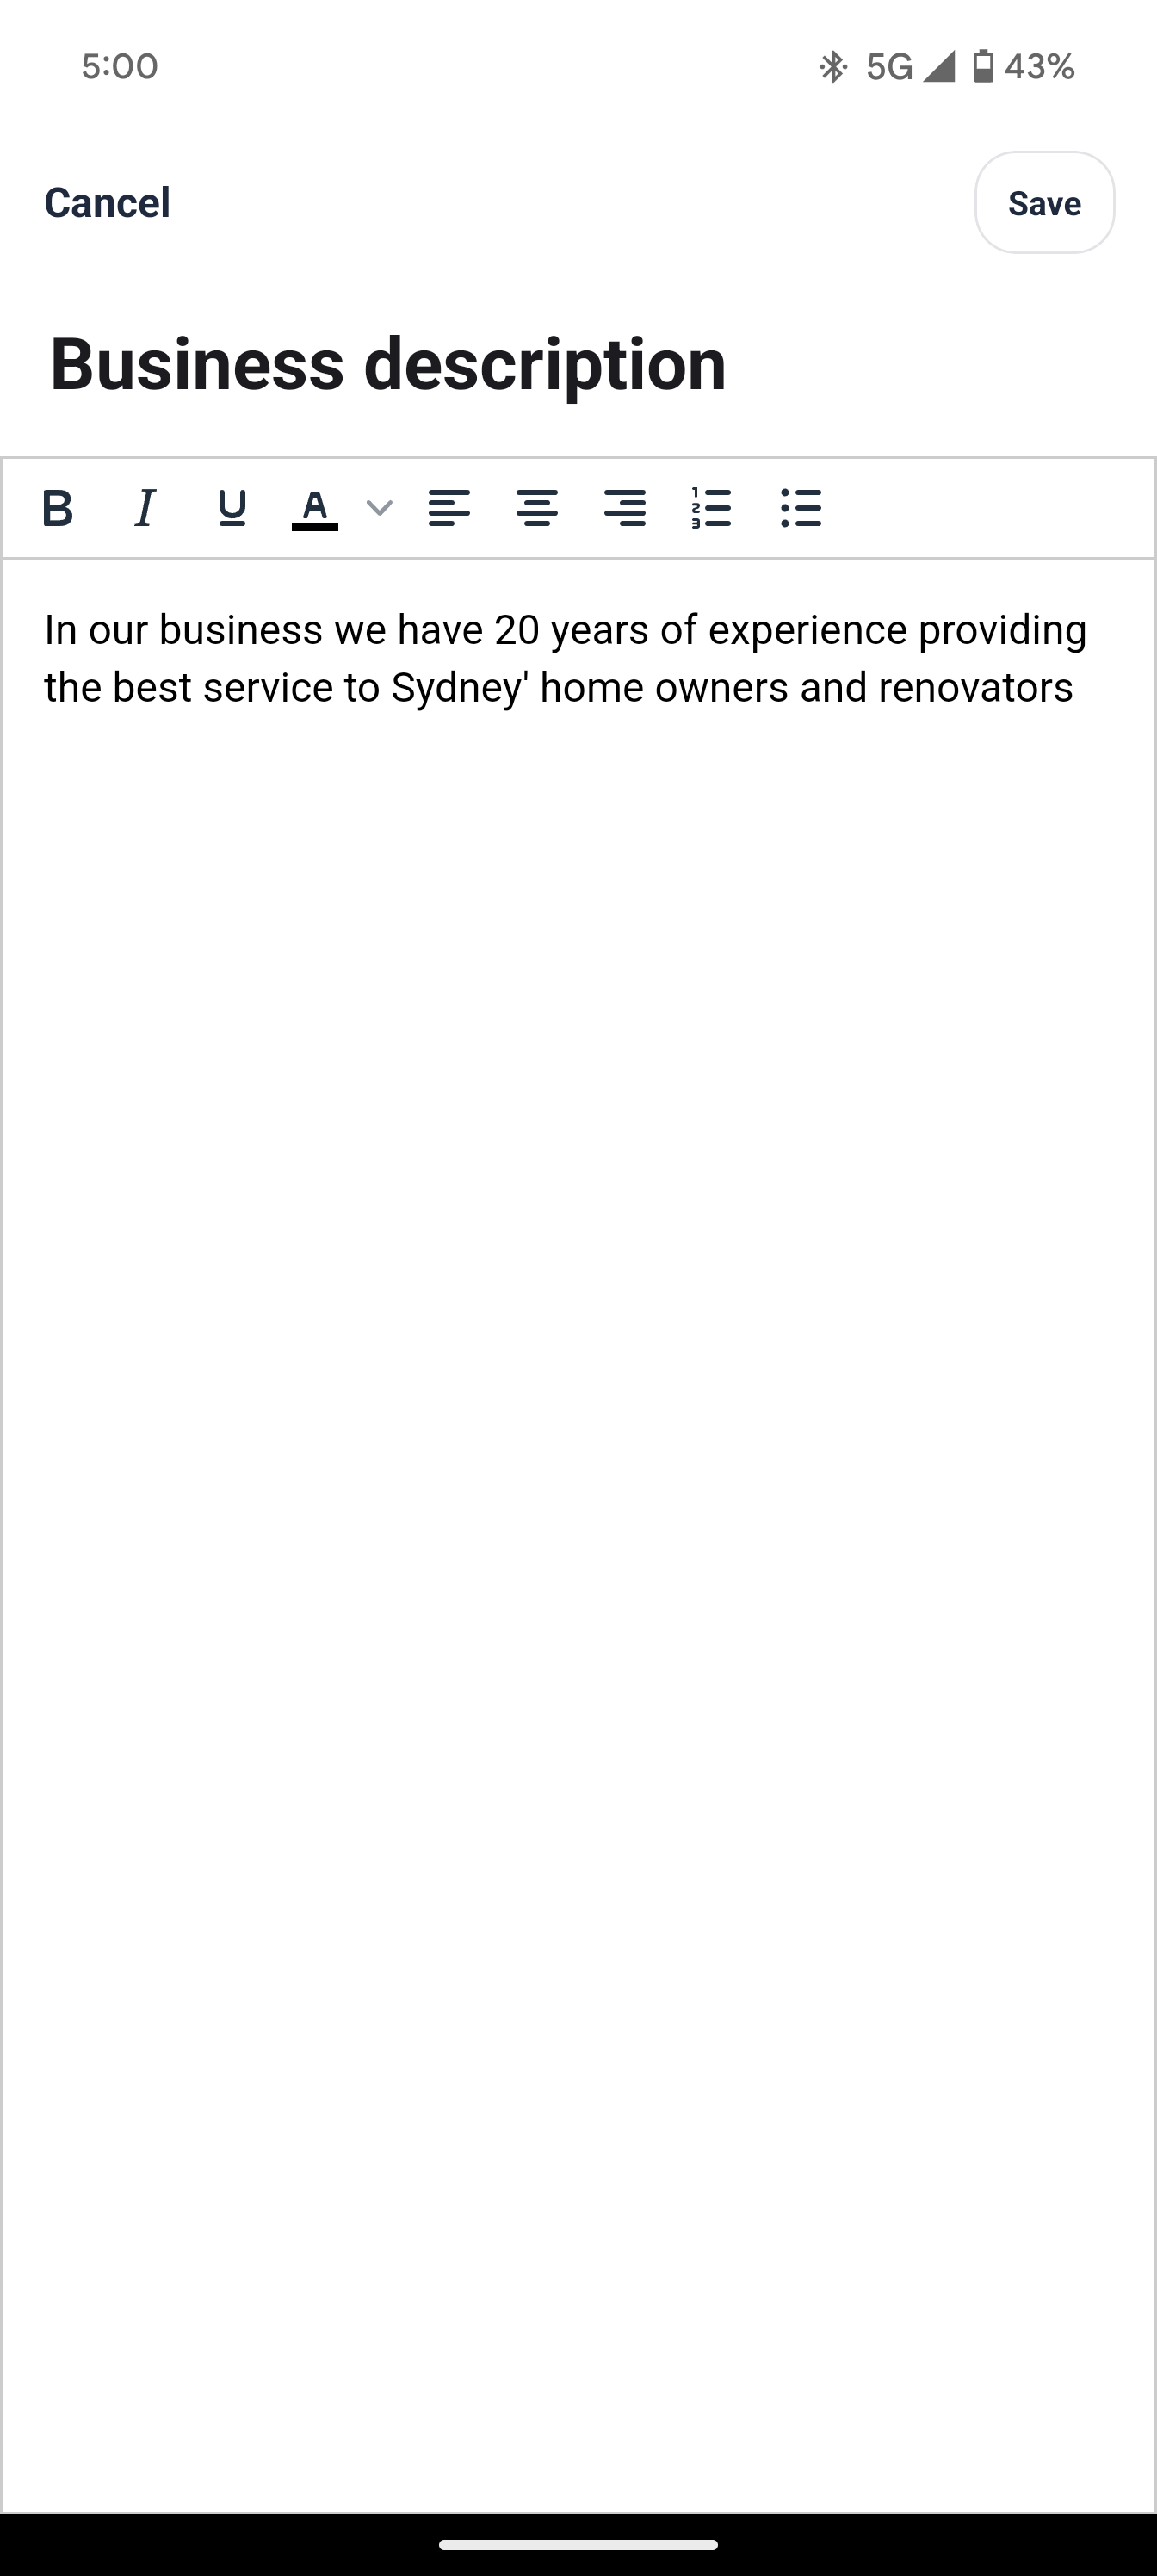 5:00 5G 43%
Cancel Save
Business description
B I U A
In our business we have 20 years of experience providing
the best service to Sydney' home owners and renovators